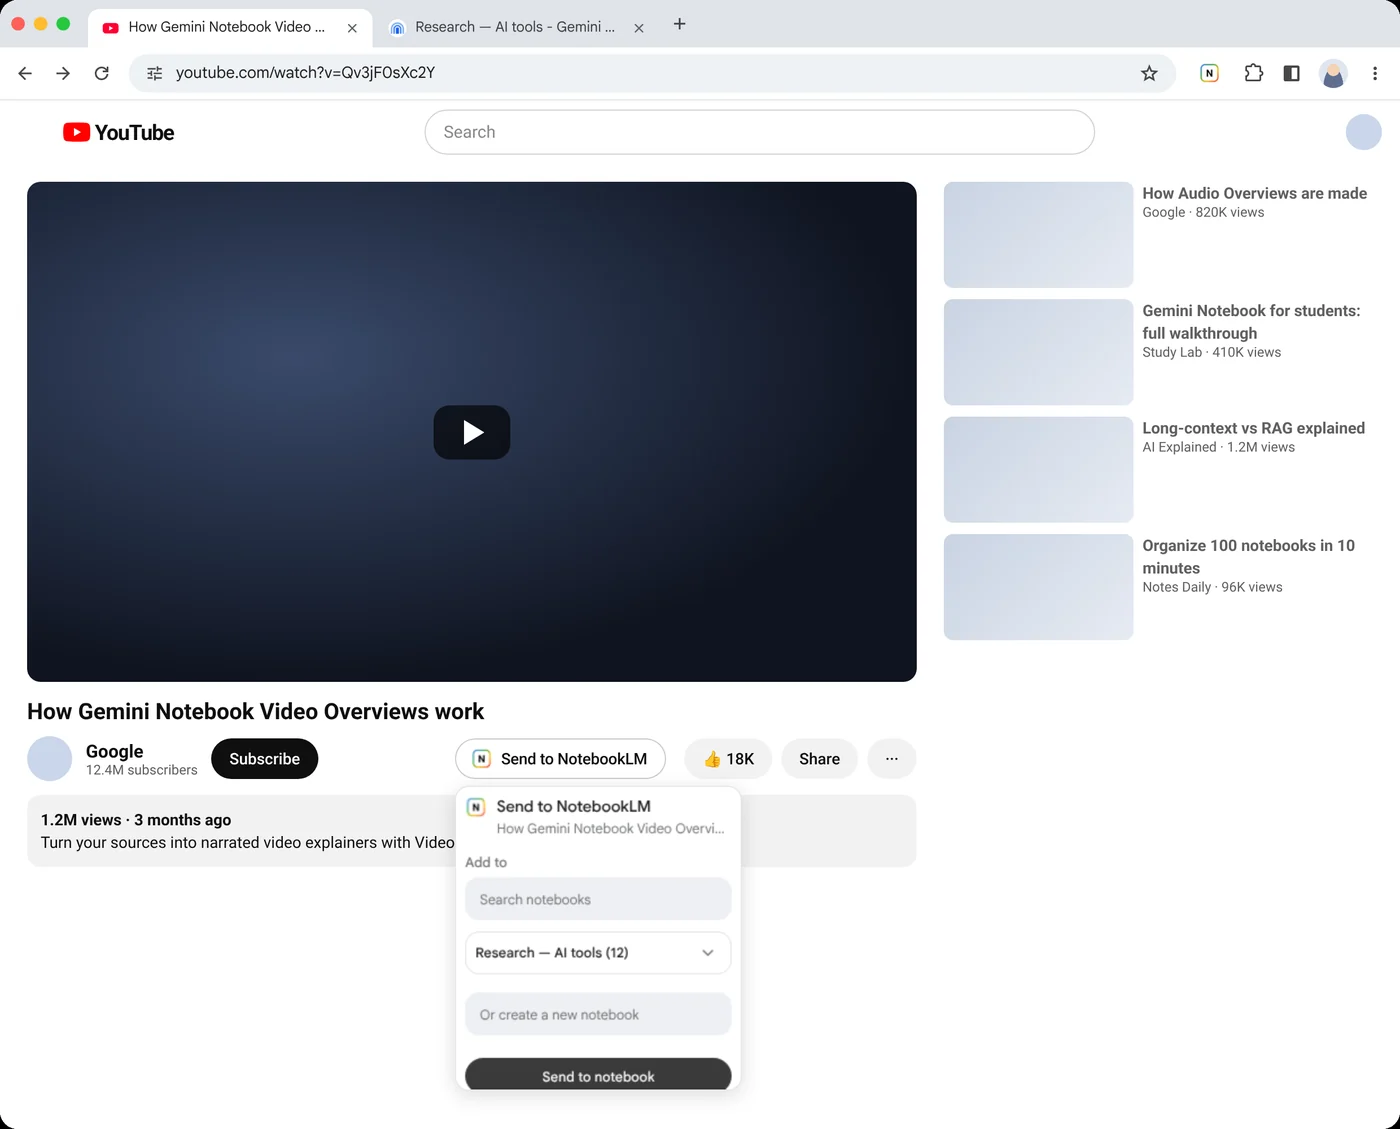 How Gemini Notebook Video ...
Research — AI tools - Gemini ...
youtube.com/watch?v=Qv3jF0sXc2Y
N
YouTube
Search
How Audio Overviews are made
Google · 820K views
Gemini Notebook for students:
full walkthrough
Study Lab · 410K views
Long-context vs RAG explained
AI Explained · 1.2M views
Organize 100 notebooks in 10
minutes
Notes Daily · 96K views
How Gemini Notebook Video Overviews work
Google
12.4M subscribers
Subscribe
N Send to NotebookLM
👍 18K
Share
...
1.2M views · 3 months ago
Turn your sources into narrated video explainers with Video
N Send to NotebookLM
How Gemini Notebook Video Overvi...
Add to
Search notebooks
Research — AI tools (12)
Or create a new notebook
Send to notebook